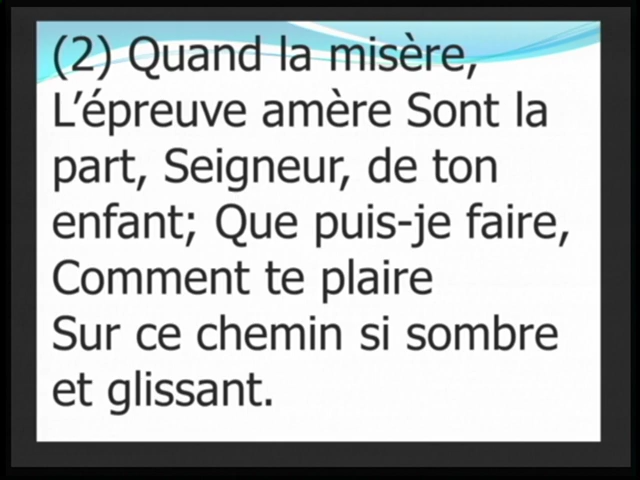 (2) Quand la misère,
L’épreuve amère Sont la
part, Seigneur, de ton
enfant; Que puis-je faire,
Comment te plaire
Sur ce chemin si sombre
et glissant.